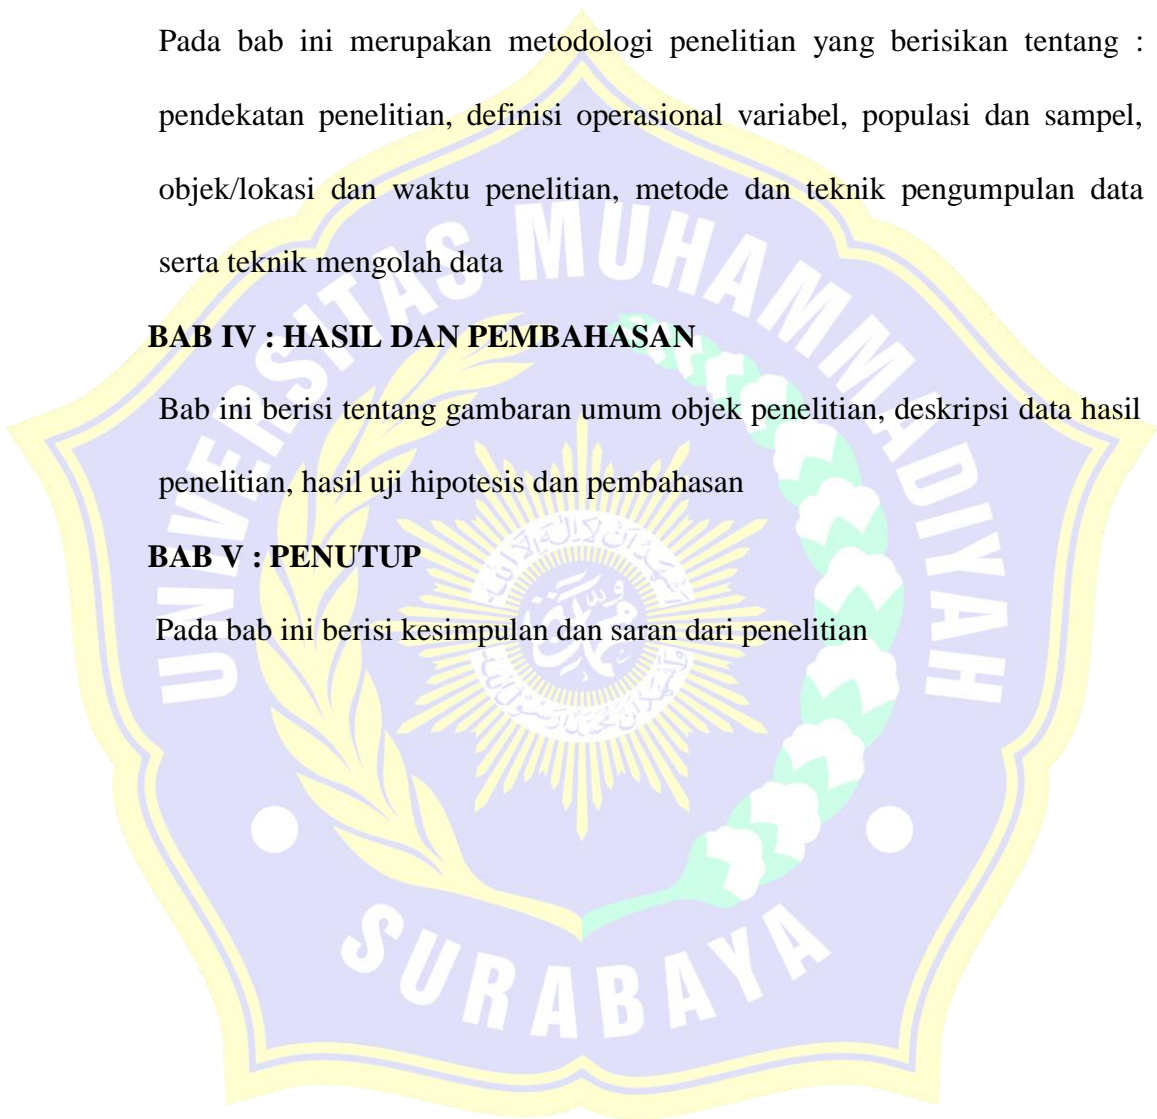 Pada bab ini merupakan metodologi penelitian yang berisikan tentang :
pendekatan penelitian, definisi operasional variabel, populasi dan sampel,
objek/lokasi dan waktu penelitian, metode dan teknik pengumpulan data
serta teknik mengolah data
BAB IV : HASIL DAN PEMBAHASAN
Bab ini berisi tentang gambaran umum objek penelitian, deskripsi data hasil
penelitian, hasil uji hipotesis dan pembahasan
BAB V : PENUTUP
Pada bab ini berisi kesimpulan dan saran dari penelitian
UNIVERSITAS MUHAMMADIYAH
SURABAYA